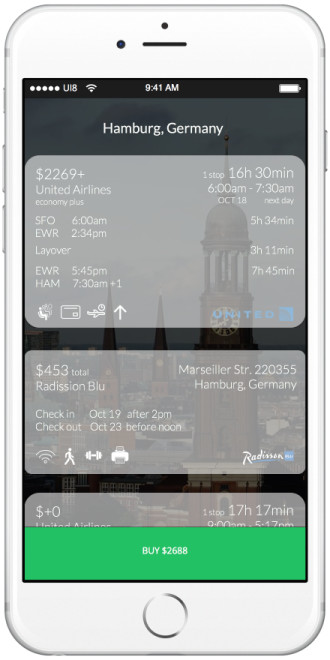 UI8 9:41 AM
Hamburg, Germany
$2269+ 1 stop 16h 30min
United Airlines 6:00am - 7:30am
economy plus OCT 18 next day
SFO 6:00am 5h 34min
EWR 2:34pm
Layover 3h 11min
EWR 5:45pm 7h 45min
HAM 7:30am +1
UNITED
$453 total Marseiller Str. 220355
Radission Blu Hamburg, Germany
Check in Oct 19 after 2pm
Check out Oct 23 before noon
Radisson BLU
$+0 1 stop 17h 17min
United Airlines 9:00am - 5:17pm
BUY $2688